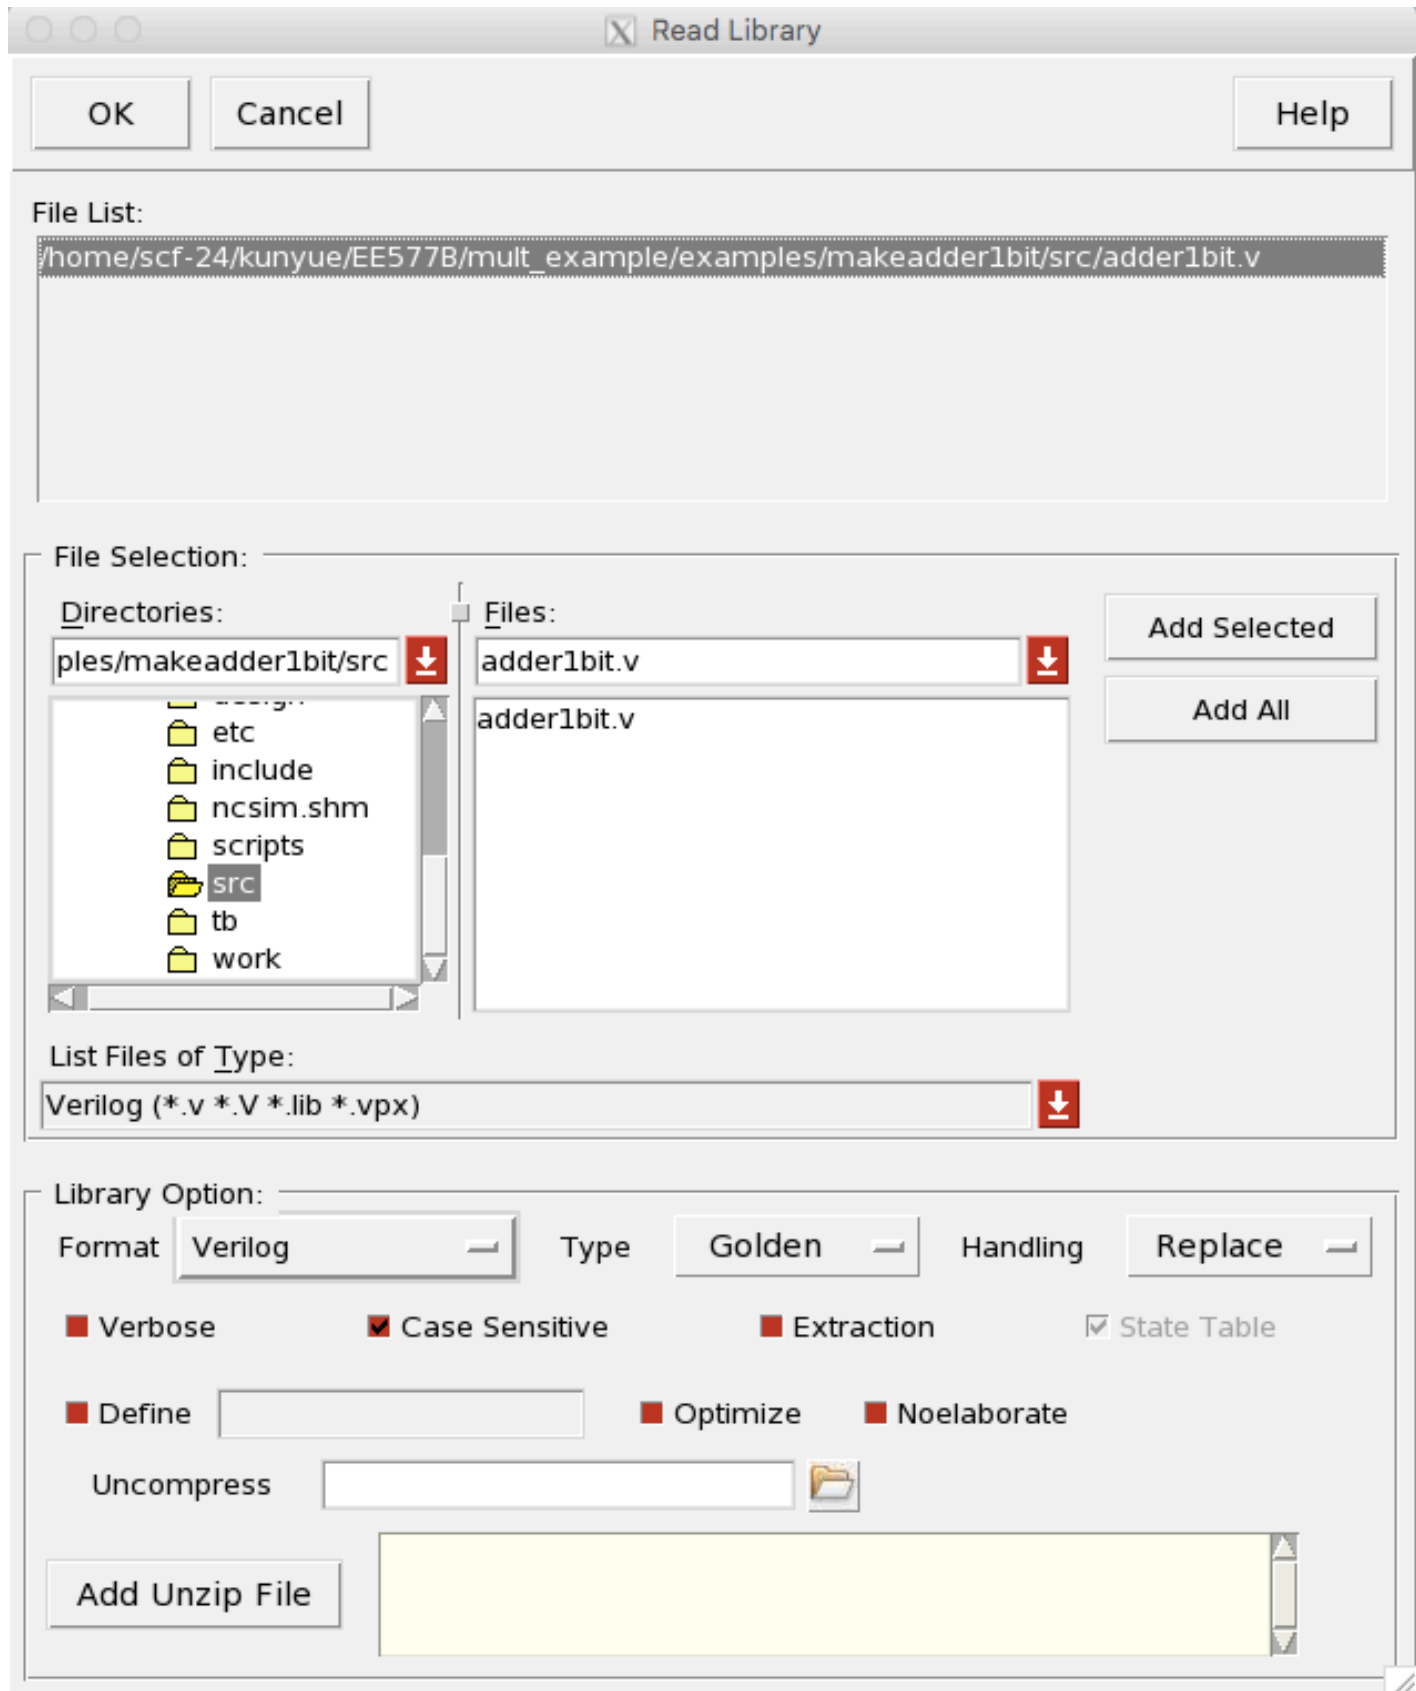 Read Library
OK Cancel Help
File List:
/home/scf-24/kunyue/EE577B/mult_example/examples/makeadder1bit/src/adder1bit.v
File Selection:
Directories: Files:
Add Selected
ples/makeadder1bit/src adder1bit.v
Add All
adder1bit.v
design
etc
include
ncsim.shm
scripts
src
tb
work
List Files of Type:
Verilog (*.v *.V *.lib *.vpx)
Library Option:
Format Verilog Type Golden Handling Replace
Verbose Case Sensitive Extraction State Table
Define Optimize Noelaborate
Uncompress
Add Unzip File